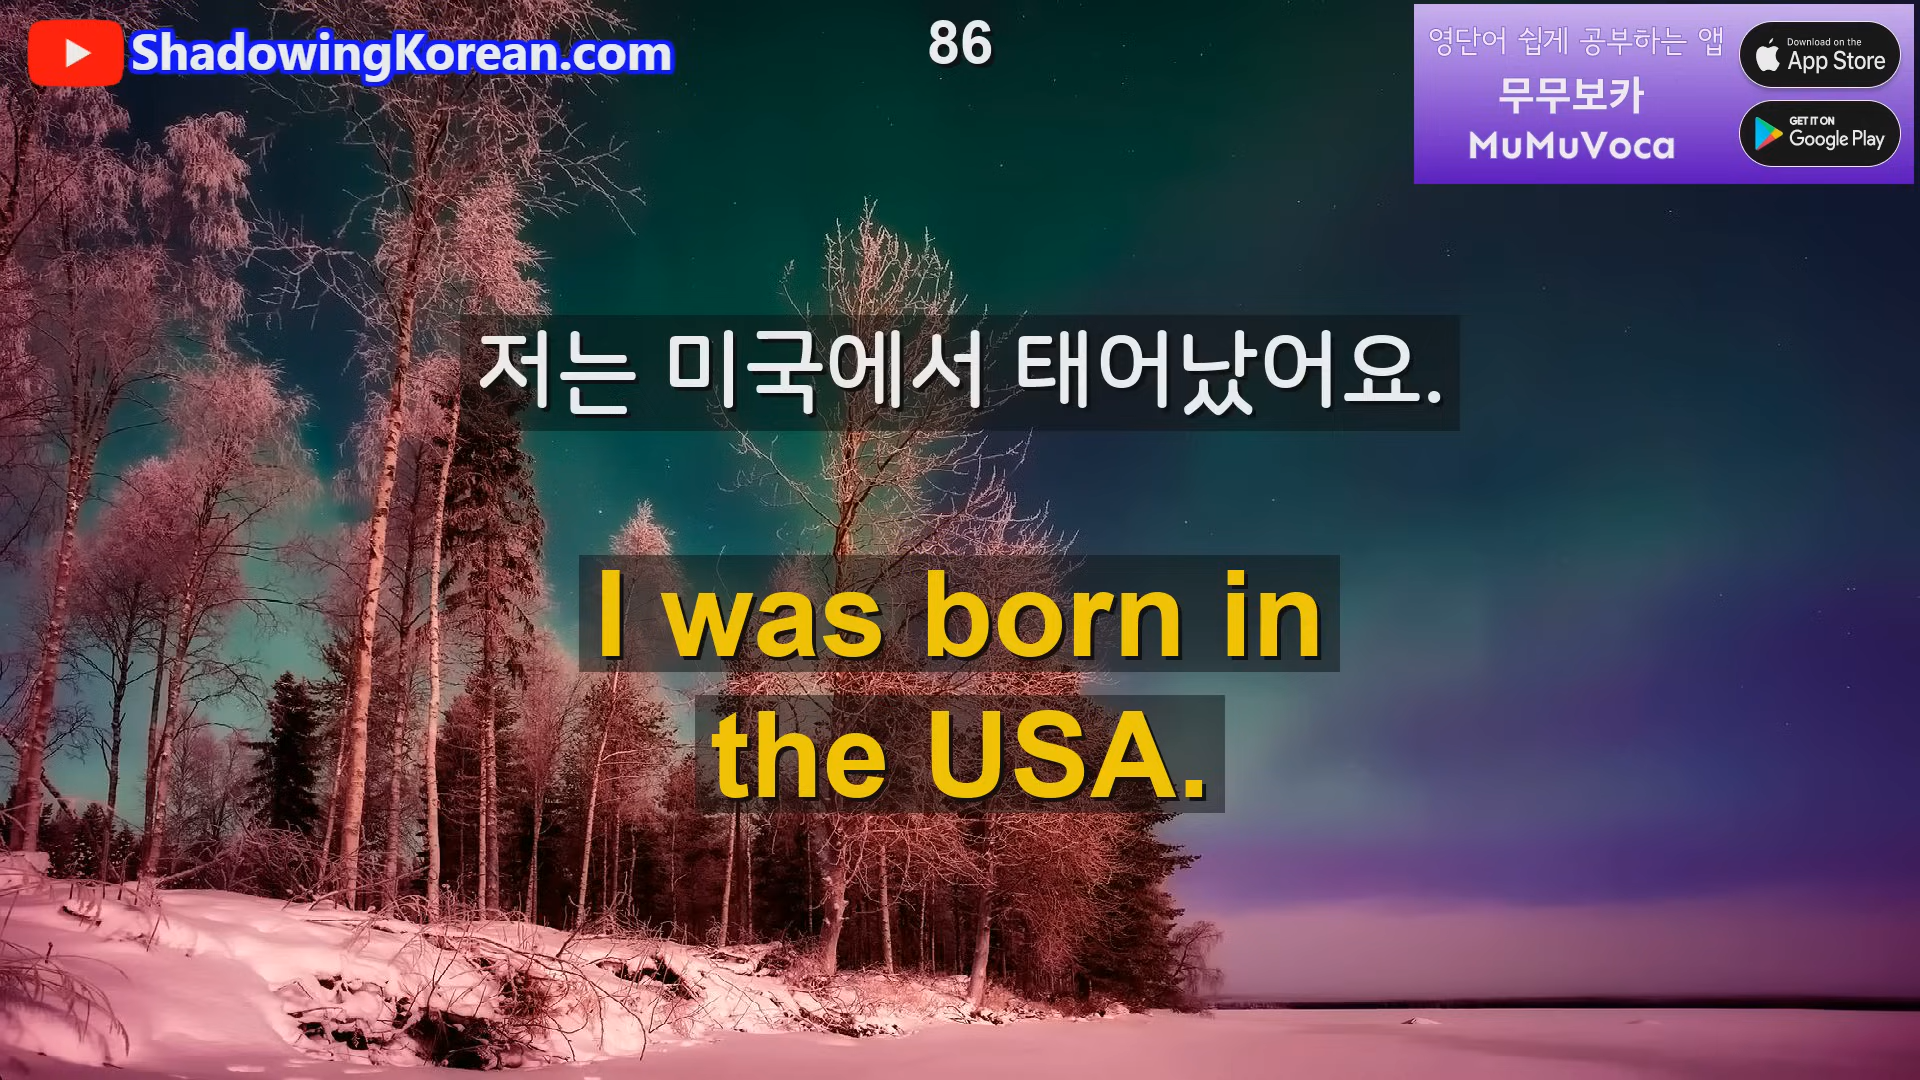 ShadowingKorean.com
86
영단어 쉽게 공부하는 앱
무무보카
MuMuVoca
Download on the
App Store
GET IT ON
Google Play
저는 미국에서 태어났어요.
I was born in
the USA.